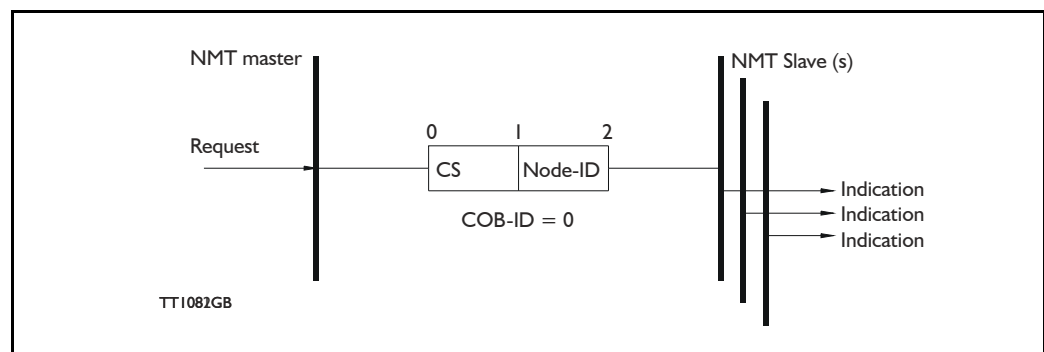 NMT master
NMT Slave (s)
0 1 2
Request
CS Node-ID
COB-ID = 0
Indication
Indication
Indication
TT1082GB